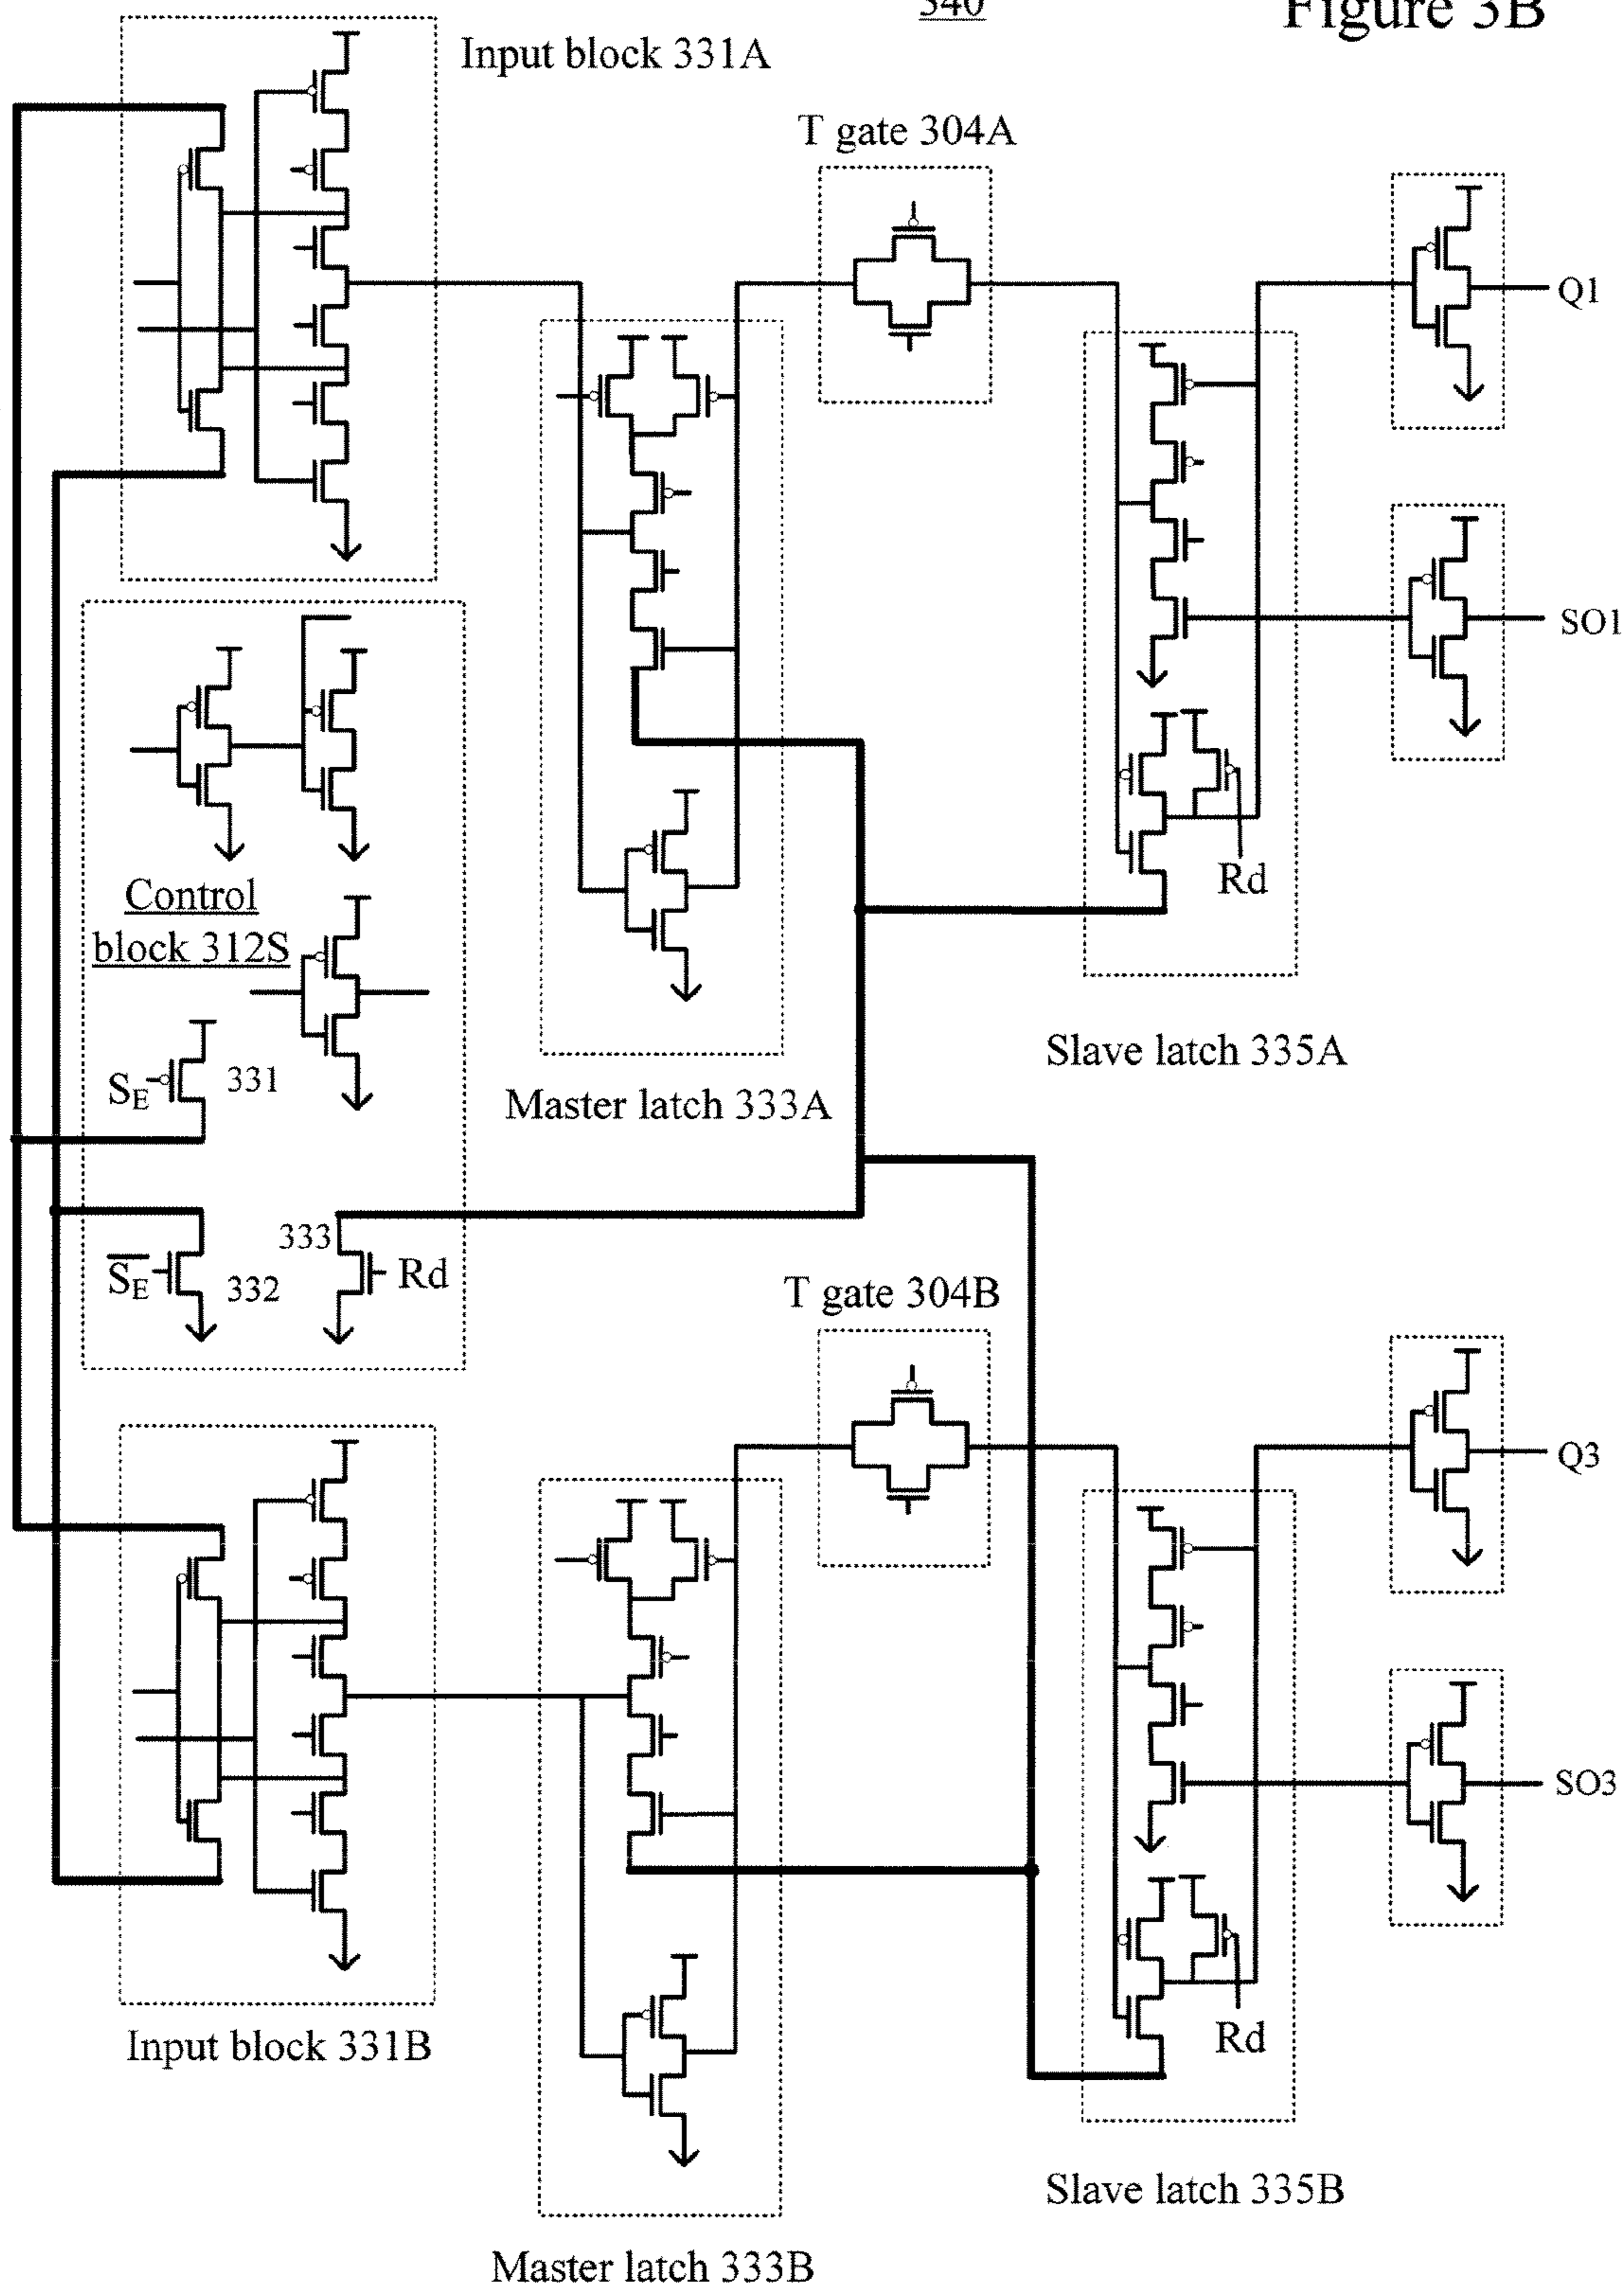 340
Figure 3B
Input block 331A
T gate 304A
Q1
SO1
Rd
Control
block 312S
SE
331
Master latch 333A
Slave latch 335A
333
SE
332
Rd
T gate 304B
Q3
SO3
Rd
Input block 331B
Slave latch 335B
Master latch 333B